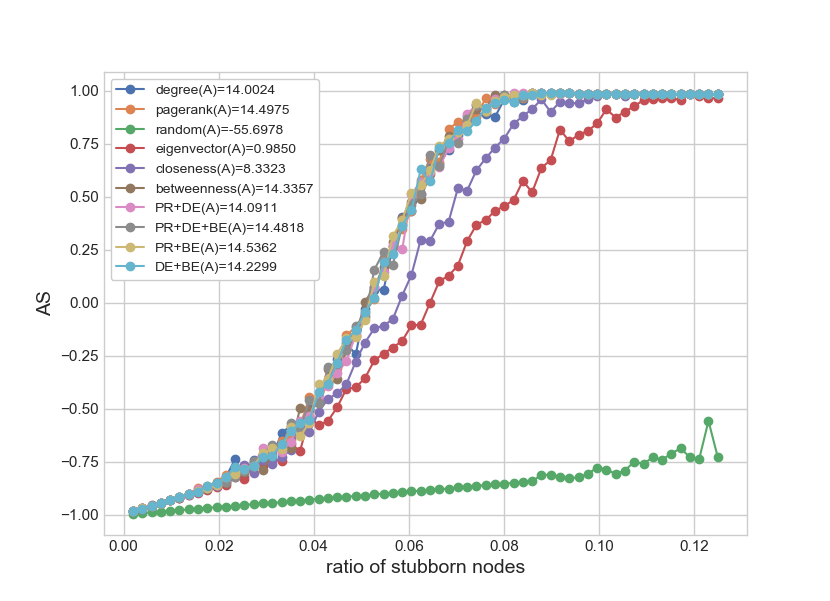 1.00
0.75
0.50
0.25
0.00
−0.25
−0.50
−0.75
−1.00
AS
degree(A)=14.0024
pagerank(A)=14.4975
random(A)=-55.6978
eigenvector(A)=0.9850
closeness(A)=8.3323
betweenness(A)=14.3357
PR+DE(A)=14.0911
PR+DE+BE(A)=14.4818
PR+BE(A)=14.5362
DE+BE(A)=14.2299
0.00 0.02 0.04 0.06 0.08 0.10 0.12
ratio of stubborn nodes